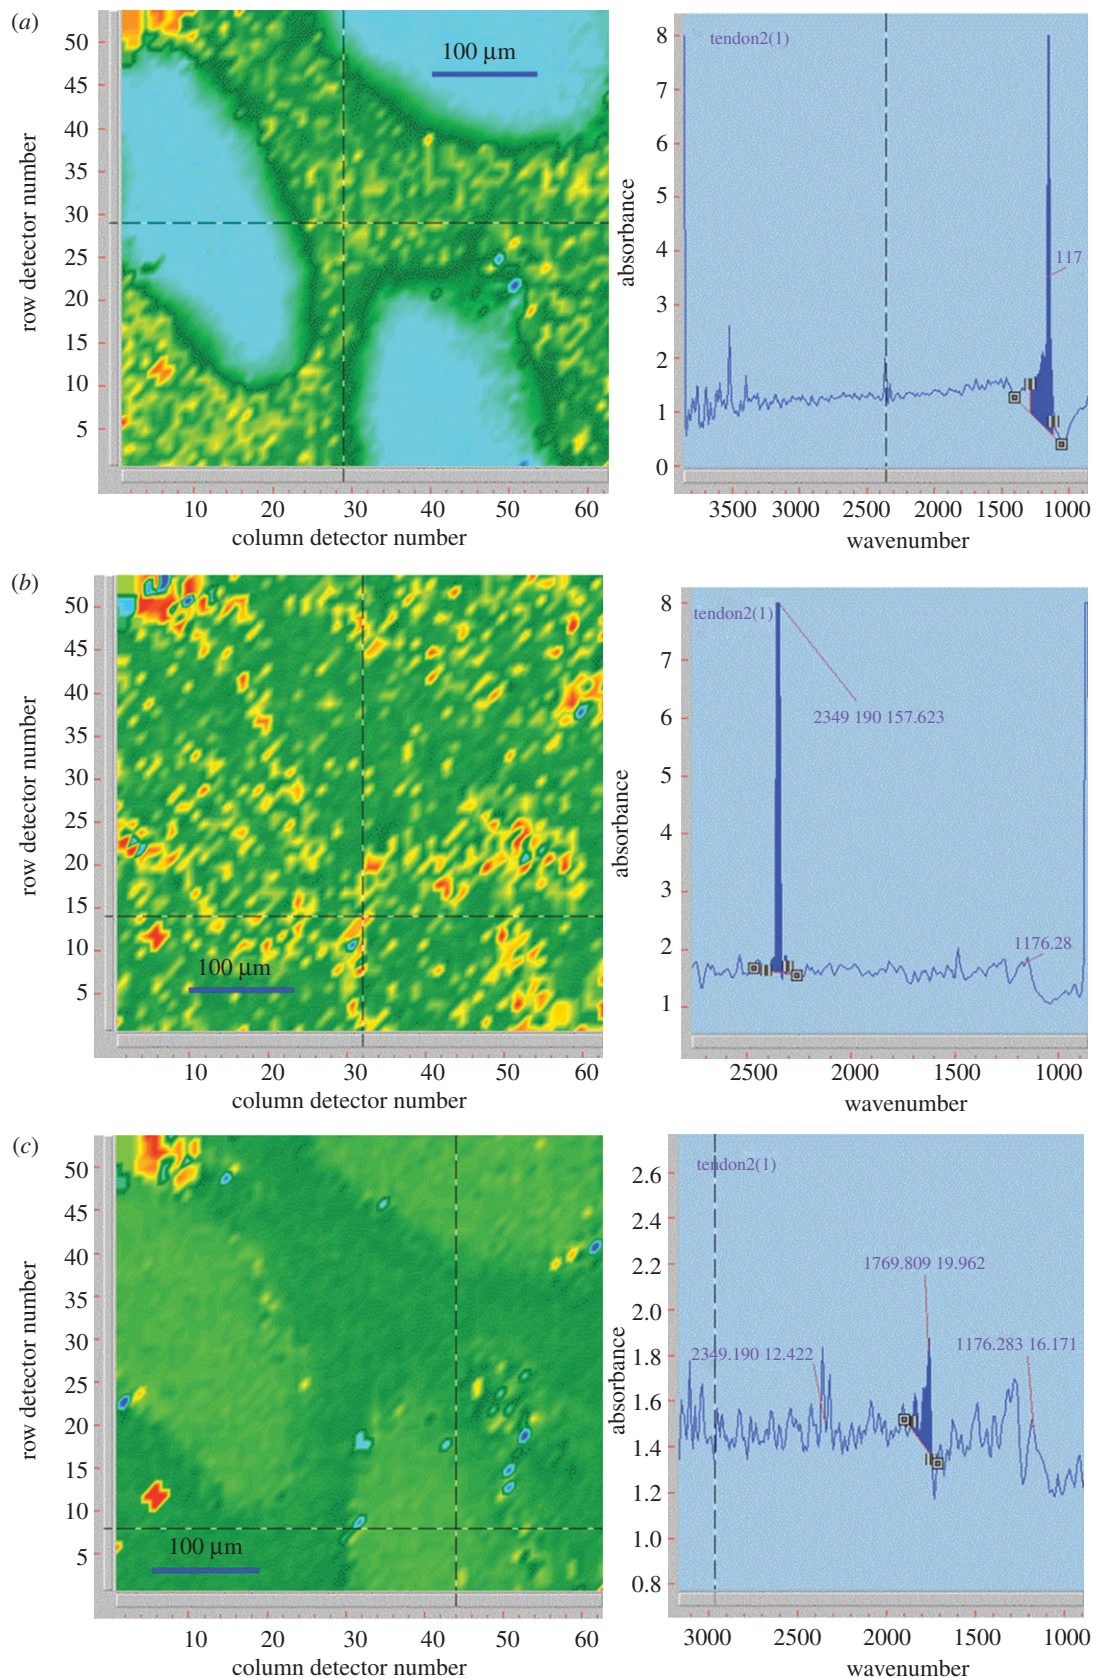 (a)
row detector number
50
45
40
35
30
25
20
15
10
5
100 µm
10 20 30 40 50 60
column detector number
absorbance
8
7
6
5
4
3
2
1
0
tendon2(1)
117
3500 3000 2500 2000 1500 1000
wavenumber
(b)
row detector number
50
45
40
35
30
25
20
15
10
5
100 µm
10 20 30 40 50 60
column detector number
absorbance
8
7
6
5
4
3
2
1
tendon2(1)
2349 190 157.623
1176.28
2500 2000 1500 1000
wavenumber
(c)
row detector number
50
45
40
35
30
25
20
15
10
5
100 µm
10 20 30 40 50 60
column detector number
absorbance
2.6
2.4
2.2
2.0
1.8
1.6
1.4
1.2
1.0
0.8
tendon2(1)
1769.809 19.962
2349.190 12.422
1176.283 16.171
3000 2500 2000 1500 1000
wavenumber